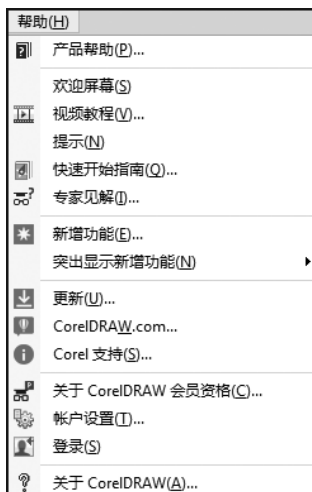 帮助(H)
产品帮助(P)...
欢迎屏幕(S)
视频教程(V)...
提示(N)
快速开始指南(Q)...
专家见解(I)...
新增功能(E)...
突出显示新增功能(N)
更新(U)...
CorelDRAW.com...
Corel 支持(S)...
关于 CorelDRAW 会员资格(C)...
帐户设置(T)...
登录(S)
关于 CorelDRAW(A)...